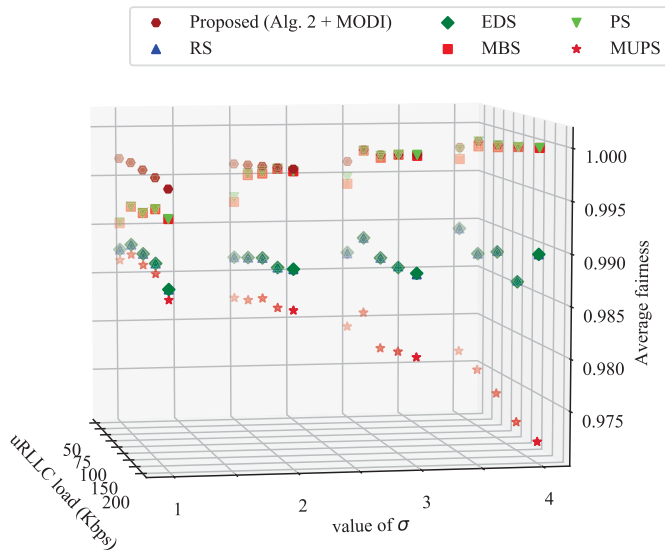 Proposed (Alg. 2 + MODI) EDS PS
RS MBS MUPS
1.000
0.995
0.990
0.985
0.980
0.975
Average fairness
50
75
100
150
200
uRLLC load (Kbps)
1 2 3 4
value of σ